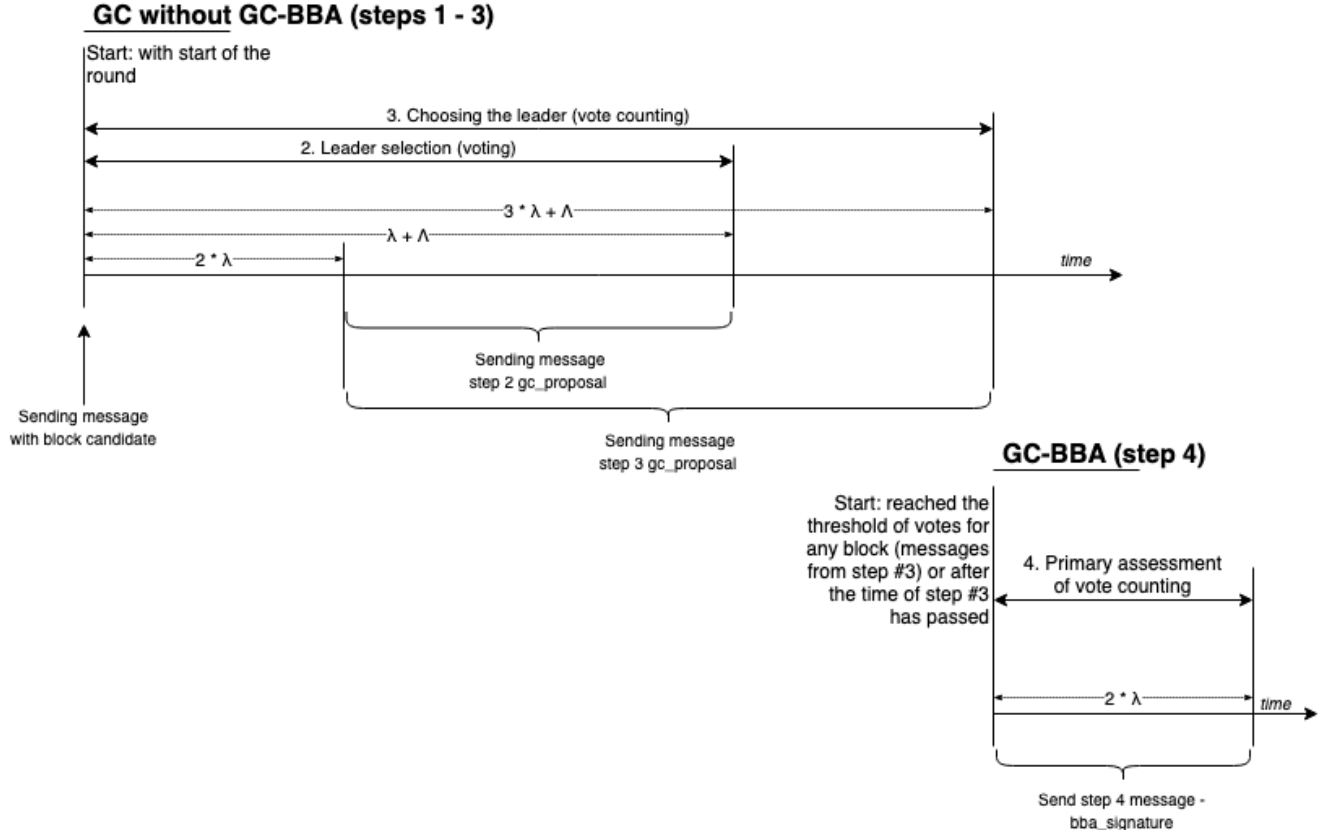 GC without GC-BBA (steps 1 - 3)
Start: with start of the
round
3. Choosing the leader (vote counting)
2. Leader selection (voting)
3 * λ + Λ
λ + Λ
2 * λ
time
Sending message
step 2 gc_proposal
Sending message
with block candidate
Sending message
step 3 gc_proposal
GC-BBA (step 4)
Start: reached the
threshold of votes for
any block (messages
from step #3) or after
the time of step #3
has passed
4. Primary assessment
of vote counting
2 * λ
time
Send step 4 message -
bba_signature